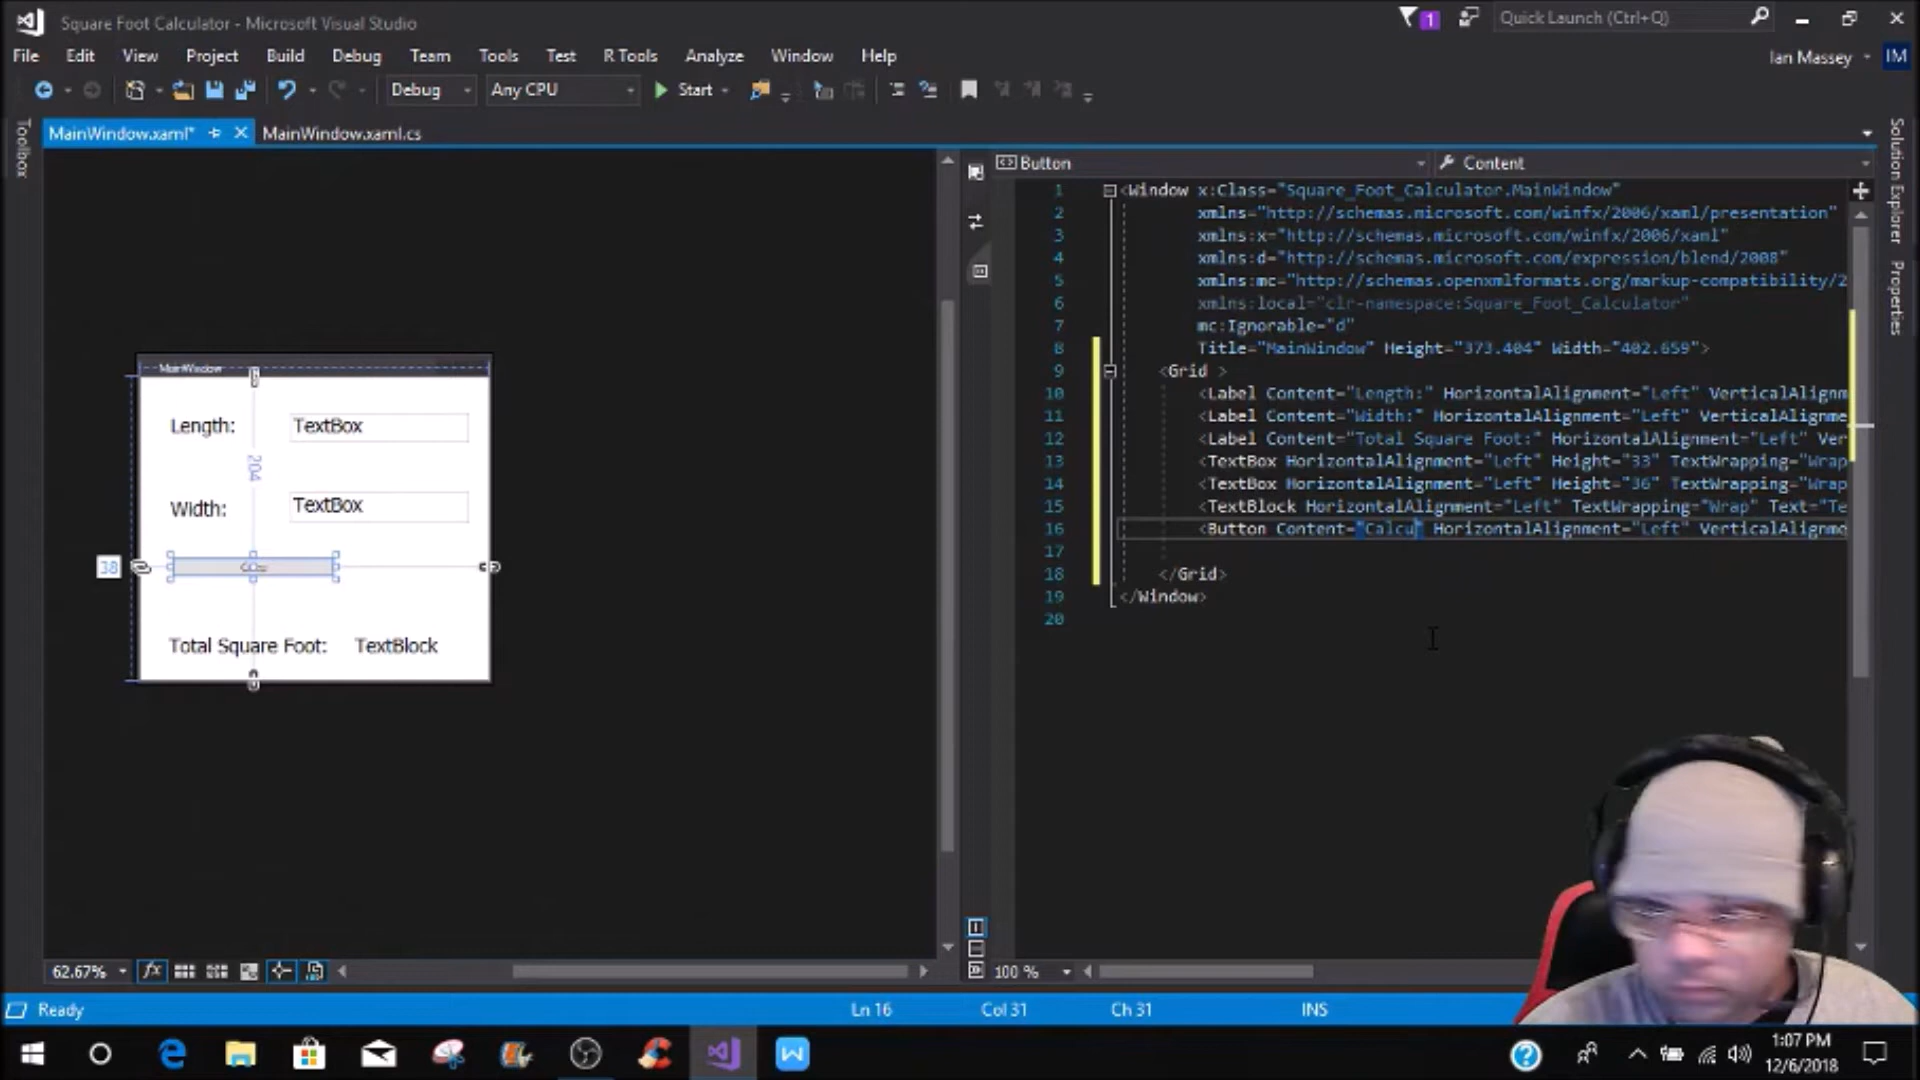 Square Foot Calculator - Microsoft Visual Studio
1
Quick Launch (Ctrl+Q)
File Edit View Project Build Debug Team Tools Test R Tools Analyze Window Help
Ian Massey
IM
Debug
Any CPU
Start
Toolbox
MainWindow.xaml*
MainWindow.xaml.cs
Solution Explorer
Properties
Button
Content
1 <Window x:Class="Square_Foot_Calculator.MainWindow"
2 xmlns="http://schemas.microsoft.com/winfx/2006/xaml/presentation"
3 xmlns:x="http://schemas.microsoft.com/winfx/2006/xaml"
4 xmlns:d="http://schemas.microsoft.com/expression/blend/2008"
5 xmlns:mc="http://schemas.openxmlformats.org/markup-compatibility/2
6 xmlns:local="clr-namespace:Square_Foot_Calculator"
7 mc:Ignorable="d"
8 Title="MainWindow" Height="373.404" Width="402.659">
9 <Grid >
10 <Label Content="Length:" HorizontalAlignment="Left" VerticalAlignm
11 <Label Content="Width:" HorizontalAlignment="Left" VerticalAlignme
12 <Label Content="Total Square Foot:" HorizontalAlignment="Left" Ver
13 <TextBox HorizontalAlignment="Left" Height="33" TextWrapping="Wrap
14 <TextBox HorizontalAlignment="Left" Height="36" TextWrapping="Wrap
15 <TextBlock HorizontalAlignment="Left" TextWrapping="Wrap" Text="Te
16 <Button Content="Calcu" HorizontalAlignment="Left" VerticalAlignme
17
18 </Grid>
19 </Window>
20
MainWindow
Length:
TextBox
204
Width:
TextBox
38
Total Square Foot:
TextBlock
62.67%
fx
100 %
Ready
Ln 16
Col 31
Ch 31
INS
1:07 PM
12/6/2018